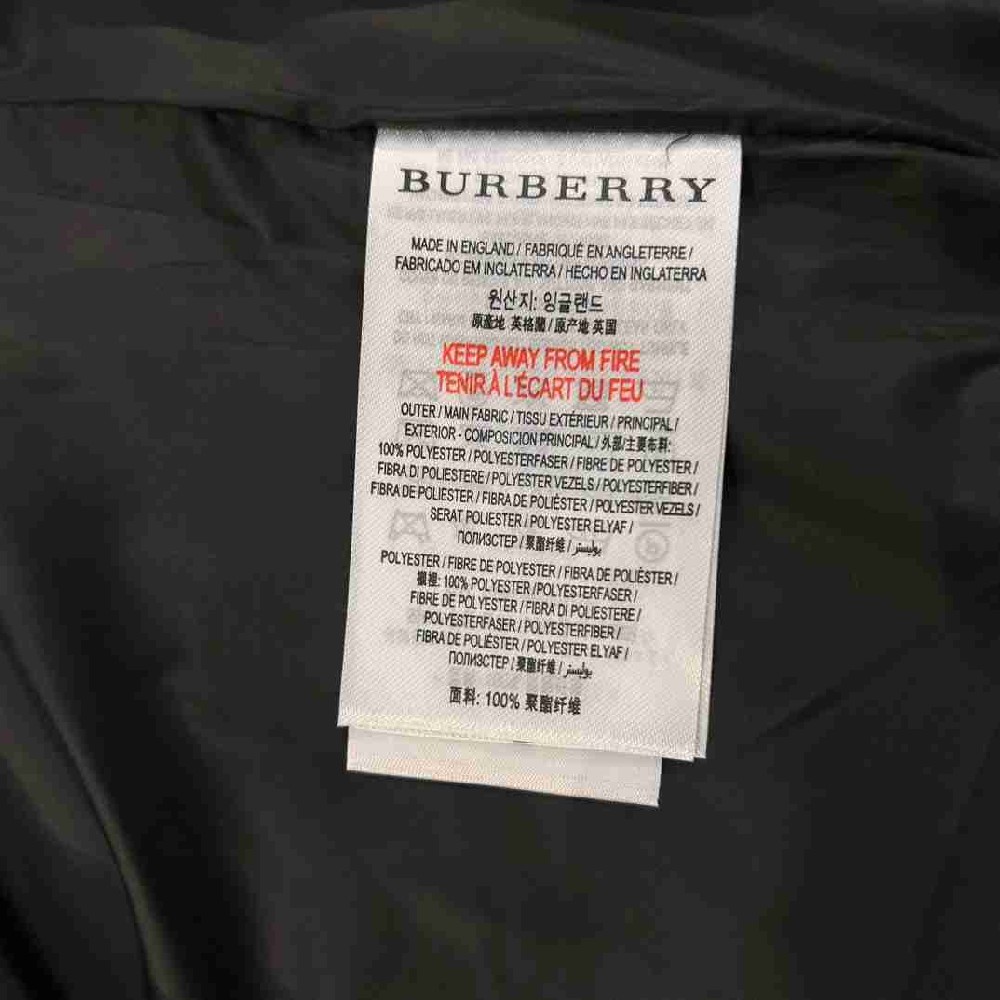 BURBERRY
MADE IN ENGLAND / FABRIQUÉ EN ANGLETERRE /
FABRICADO EM INGLATERRA / HECHO EN INGLATERRA
원산지: 잉글랜드
原產地 英格蘭 / 原产地 英国
KEEP AWAY FROM FIRE
TENIR À L'ÉCART DU FEU
OUTER / MAIN FABRIC / TISSU EXTÉRIEUR / PRINCIPAL /
EXTERIOR - COMPOSICION PRINCIPAL / 外部/主要布料:
100% POLYESTER / POLYESTERFASER / FIBRE DE POLYESTER /
FIBRA DI POLIESTERE / POLYESTER VEZELS / POLYESTERFIBER /
FIBRA DE POLIESTER / FIBRA DE POLIÉSTER / POLYESTER VEZELS /
SERAT POLIESTER / POLYESTER ELYAF /
ПОЛИЭСТЕР / 聚酯纤维 / بوليستر
POLYESTER / FIBRE DE POLYESTER / FIBRA DE POLIÉSTER /
100% POLYESTER / POLYESTERFASER /
FIBRE DE POLYESTER / FIBRA DI POLIESTERE /
POLYESTERFASER / POLYESTERFIBER /
FIBRA DE POLIÉSTER / POLYESTER ELYAF /
ПОЛИЭСТЕР / 聚酯纤维 / بوليستر
面料: 100% 聚酯纤维